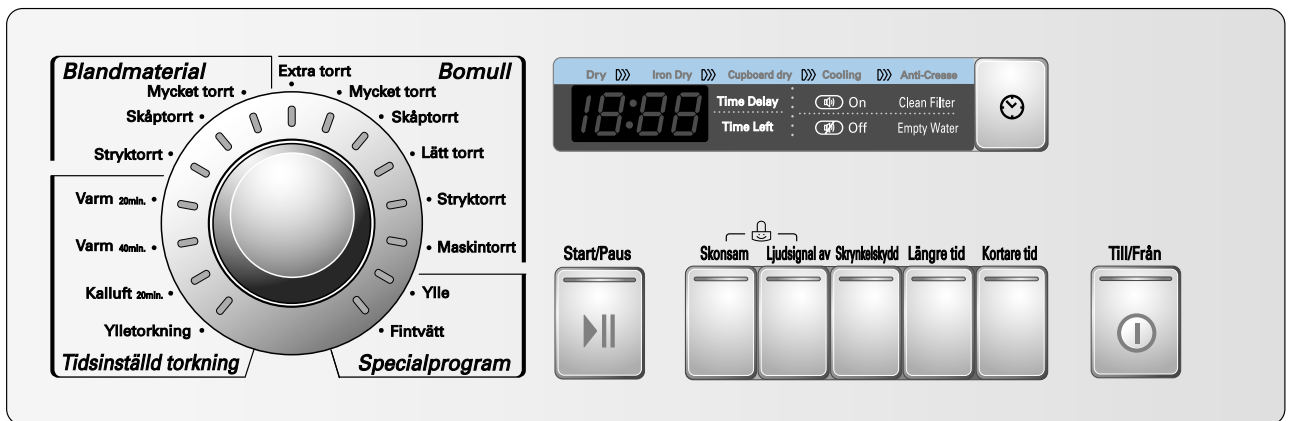 Blandmaterial
Mycket torrt
Skåptorrt
Stryktorrt
Extra torrt
Bomull
Mycket torrt
Skåptorrt
Lätt torrt
Stryktorrt
Maskintorrt
Varm 20min.
Varm 40min.
Kalluft 20min.
Ylletorkning
Tidsinställd torkning
Ylle
Fintvätt
Specialprogram
Dry Iron Dry Cupboard dry Cooling Anti-Crease
18:88
Time Delay On Clean Filter
Time Left Off Empty Water
Start/Paus
Skonsam Ljudsignal av Skrynkelskydd Längre tid Kortare tid
Till/Från